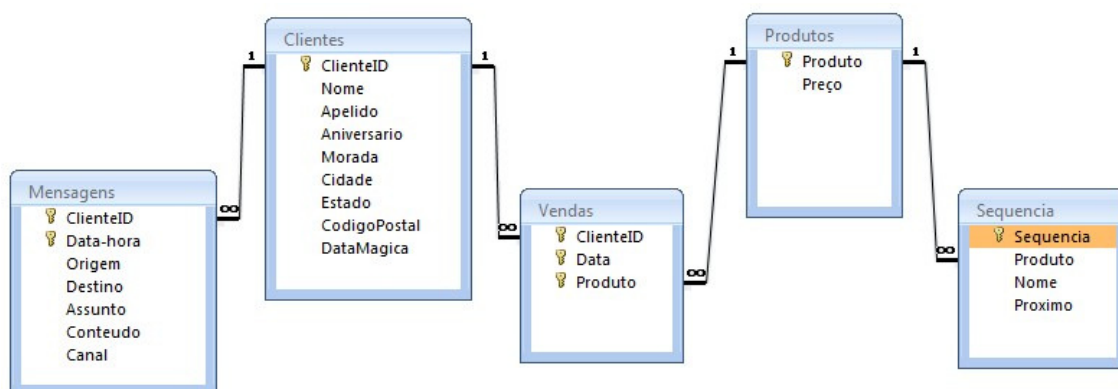 Mensagens
ClienteID
Data-hora
Origem
Destino
Assunto
Conteudo
Canal
1
∞
Clientes
ClienteID
Nome
Apelido
Aniversario
Morada
Cidade
Estado
CodigoPostal
DataMagica
1
∞
Vendas
ClienteID
Data
Produto
∞
1
Produtos
Produto
Preço
1
∞
Sequencia
Sequencia
Produto
Nome
Proximo